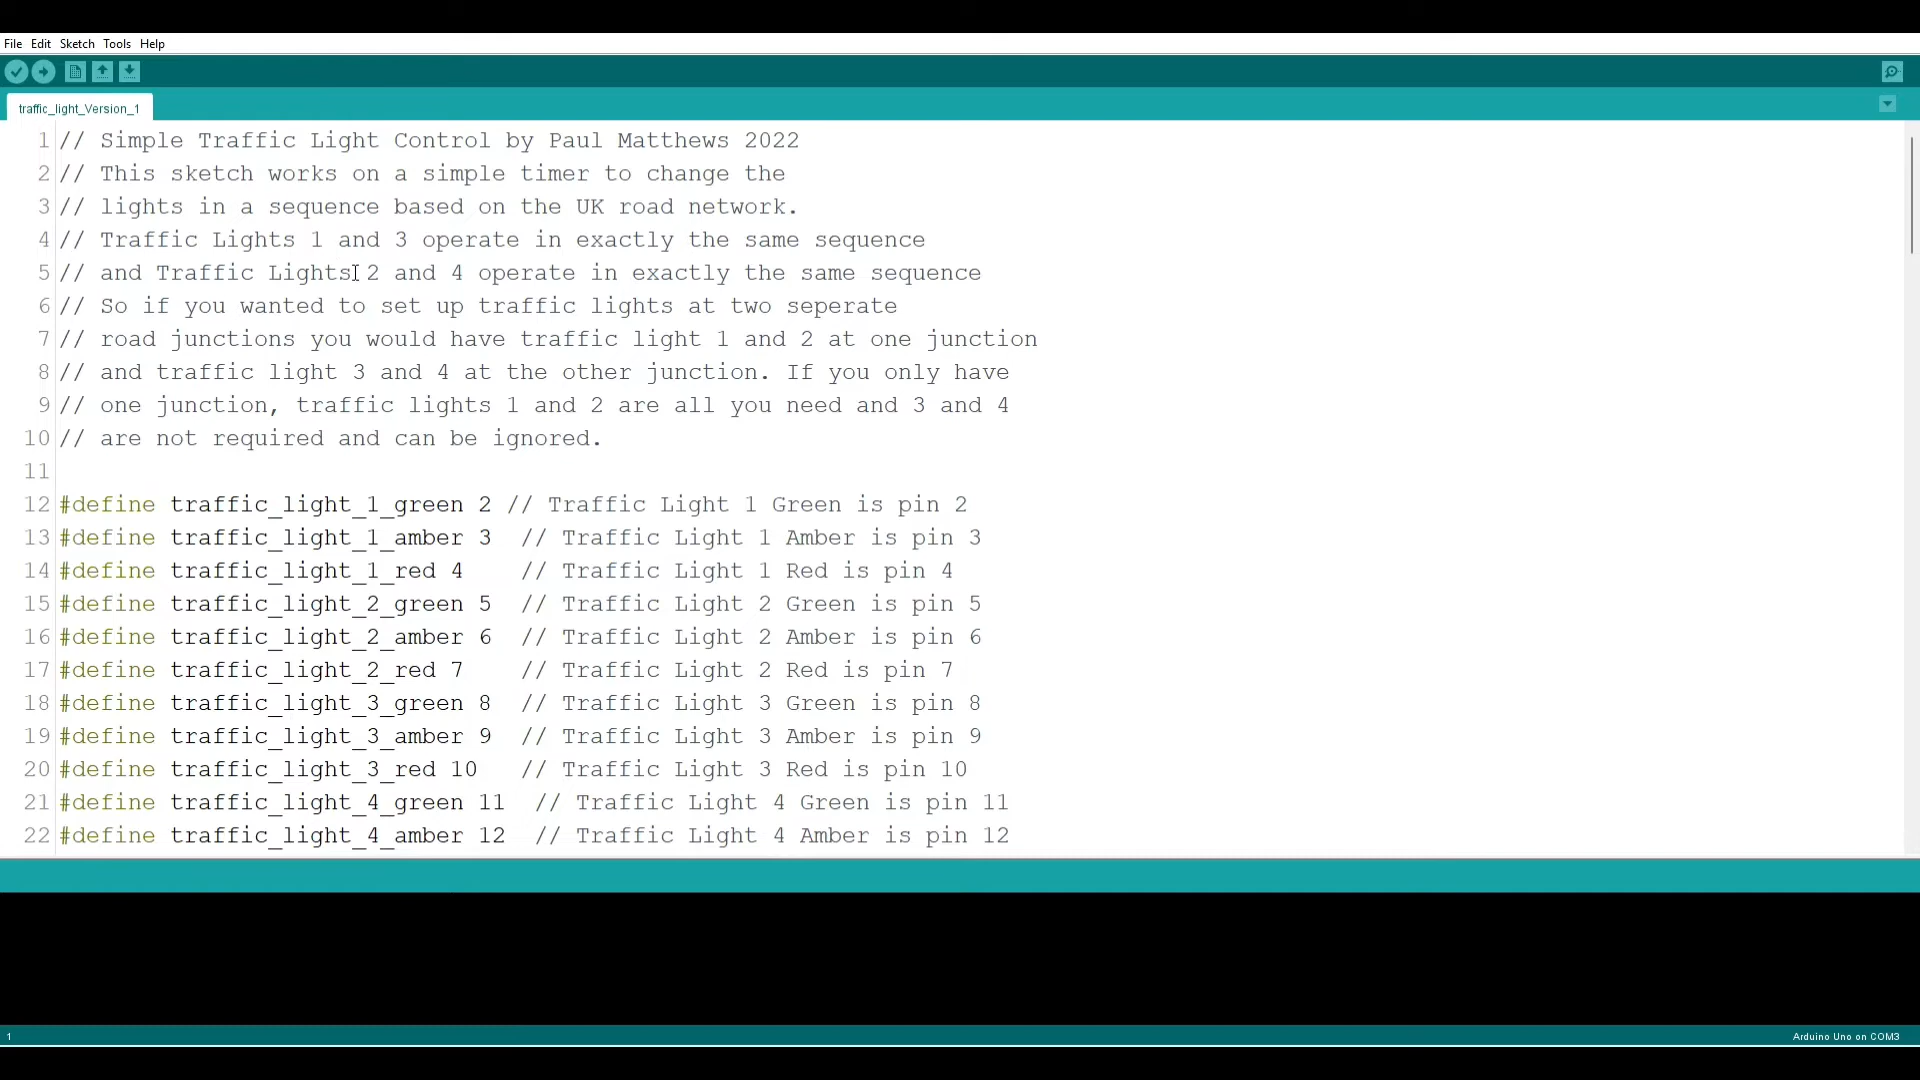 File Edit Sketch Tools Help
traffic_light_Version_1
1 // Simple Traffic Light Control by Paul Matthews 2022
2 // This sketch works on a simple timer to change the
3 // lights in a sequence based on the UK road network.
4 // Traffic Lights 1 and 3 operate in exactly the same sequence
5 // and Traffic Lights 2 and 4 operate in exactly the same sequence
6 // So if you wanted to set up traffic lights at two seperate
7 // road junctions you would have traffic light 1 and 2 at one junction
8 // and traffic light 3 and 4 at the other junction. If you only have
9 // one junction, traffic lights 1 and 2 are all you need and 3 and 4
10 // are not required and can be ignored.
11
12 #define traffic_light_1_green 2 // Traffic Light 1 Green is pin 2
13 #define traffic_light_1_amber 3 // Traffic Light 1 Amber is pin 3
14 #define traffic_light_1_red 4 // Traffic Light 1 Red is pin 4
15 #define traffic_light_2_green 5 // Traffic Light 2 Green is pin 5
16 #define traffic_light_2_amber 6 // Traffic Light 2 Amber is pin 6
17 #define traffic_light_2_red 7 // Traffic Light 2 Red is pin 7
18 #define traffic_light_3_green 8 // Traffic Light 3 Green is pin 8
19 #define traffic_light_3_amber 9 // Traffic Light 3 Amber is pin 9
20 #define traffic_light_3_red 10 // Traffic Light 3 Red is pin 10
21 #define traffic_light_4_green 11 // Traffic Light 4 Green is pin 11
22 #define traffic_light_4_amber 12 // Traffic Light 4 Amber is pin 12
1 Arduino Uno on COM3